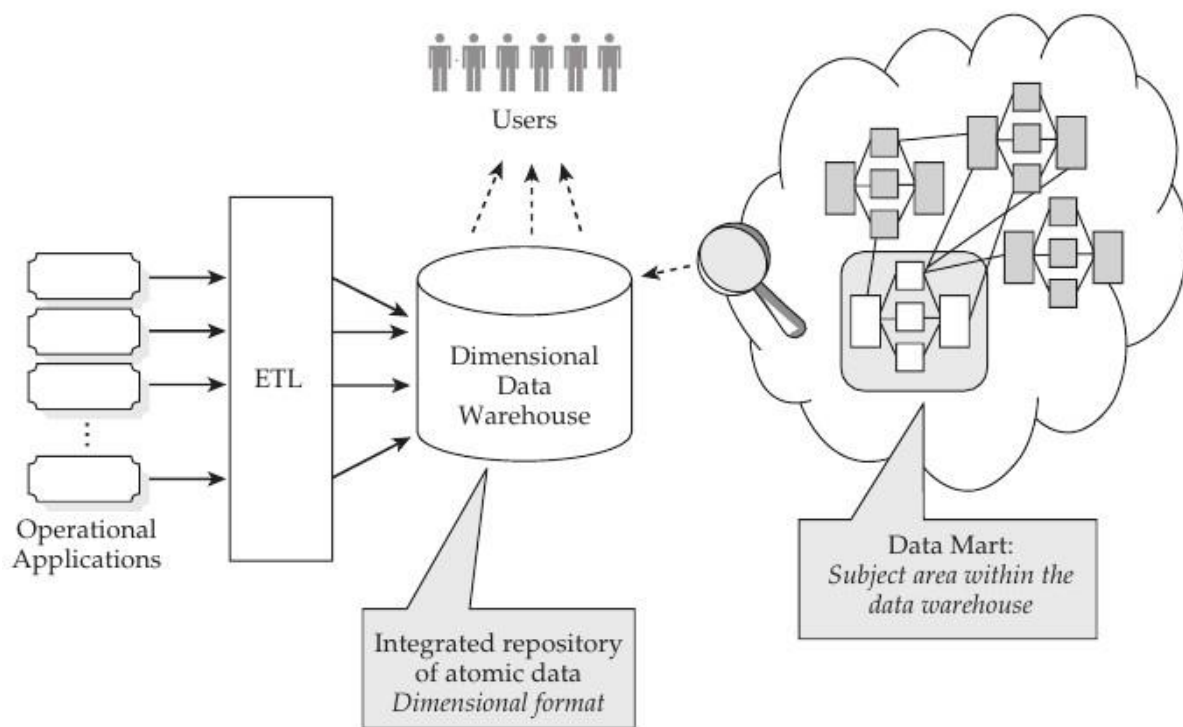 Users
ETL
Dimensional
Data
Warehouse
Operational
Applications
Data Mart:
Subject area within the
data warehouse
Integrated repository
of atomic data
Dimensional format